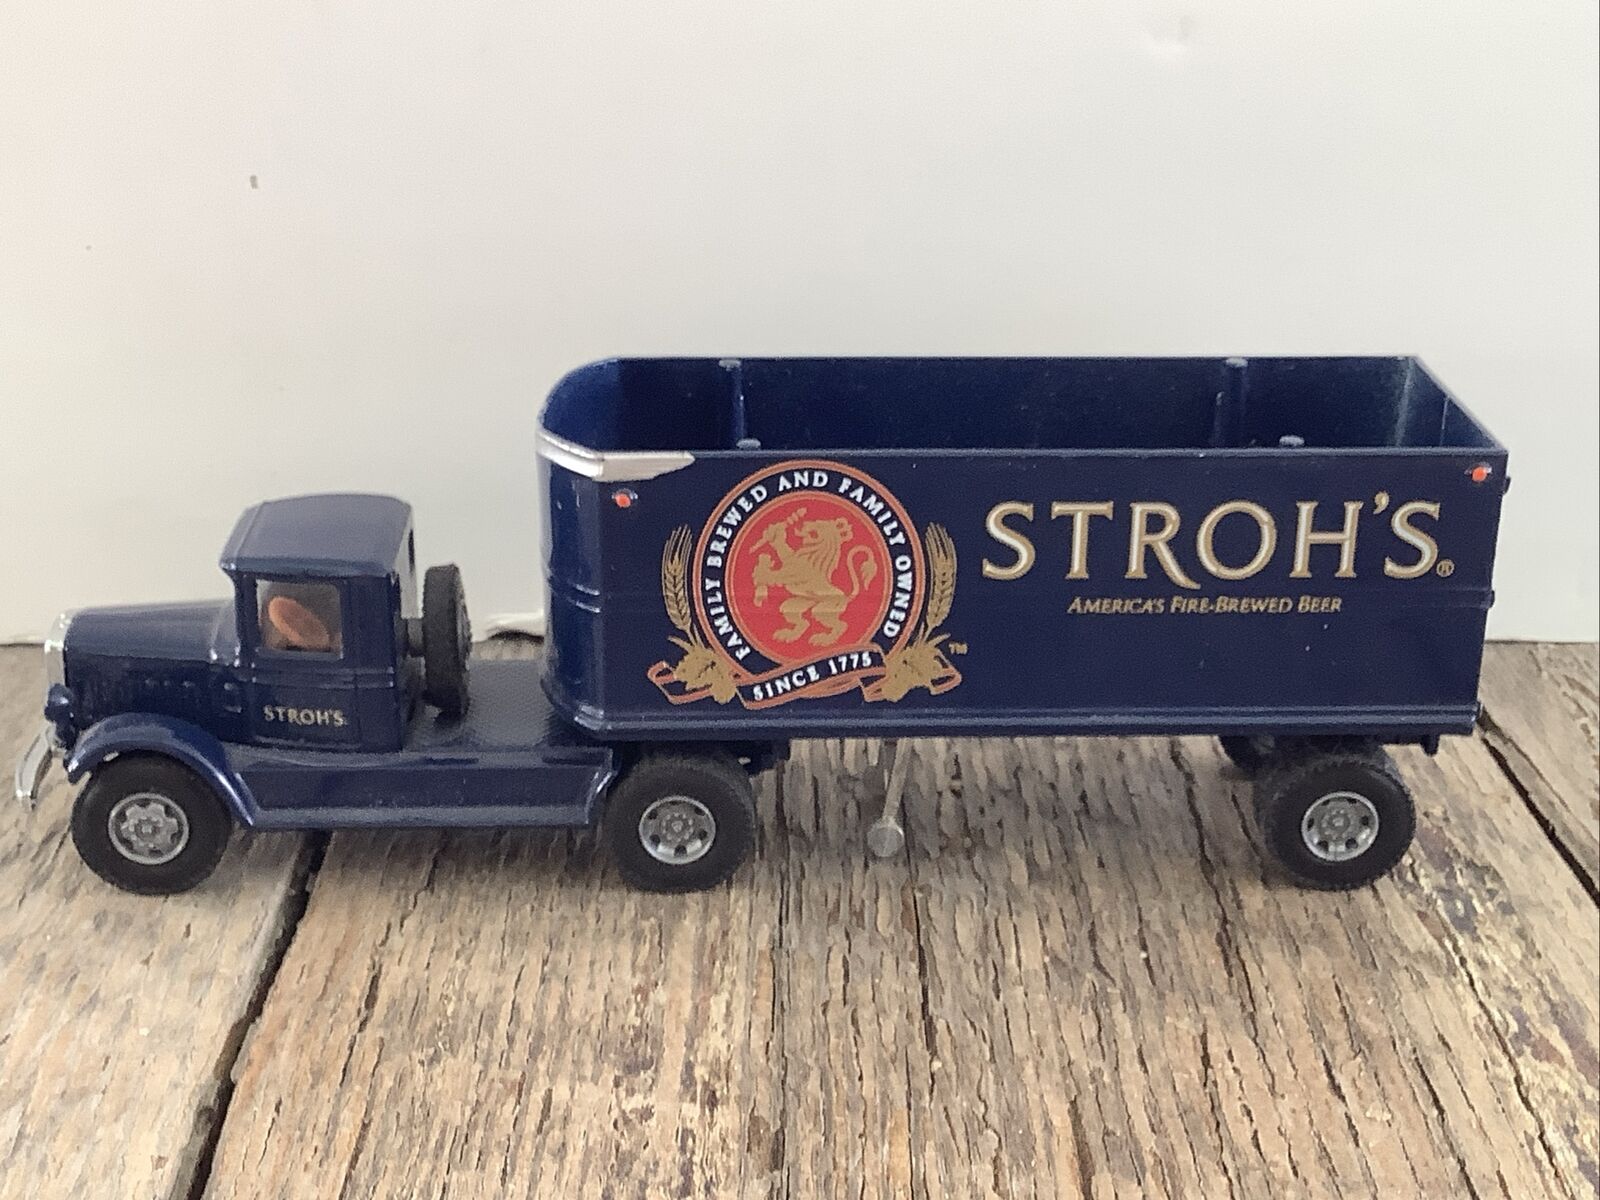 FAMILY BREWED AND FAMILY OWNED
SINCE 1775
™
STROH'S®
AMERICA'S FIRE-BREWED BEER
STROH'S